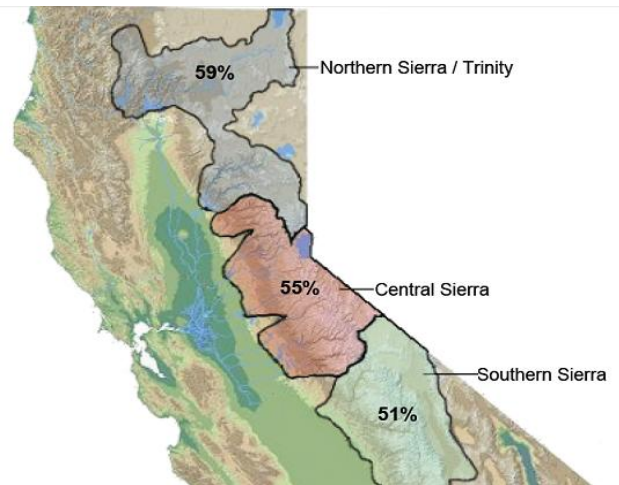 59%
Northern Sierra / Trinity
55%
Central Sierra
Southern Sierra
51%